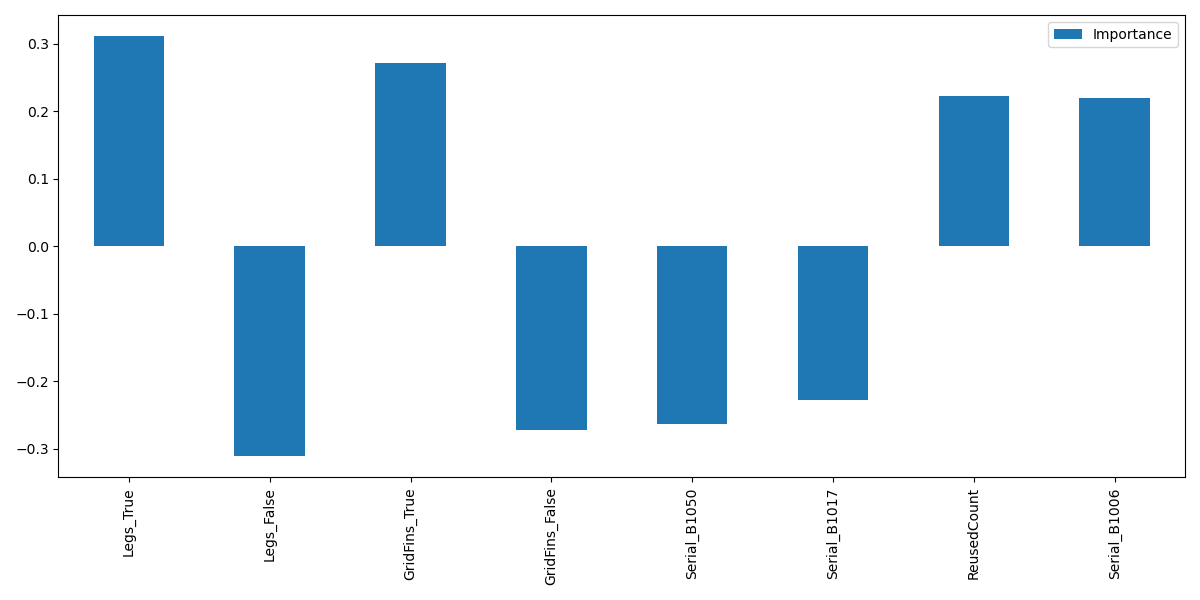 Importance
0.3
0.2
0.1
0.0
−0.1
−0.2
−0.3
Legs_True
Legs_False
GridFins_True
GridFins_False
Serial_B1050
Serial_B1017
ReusedCount
Serial_B1006